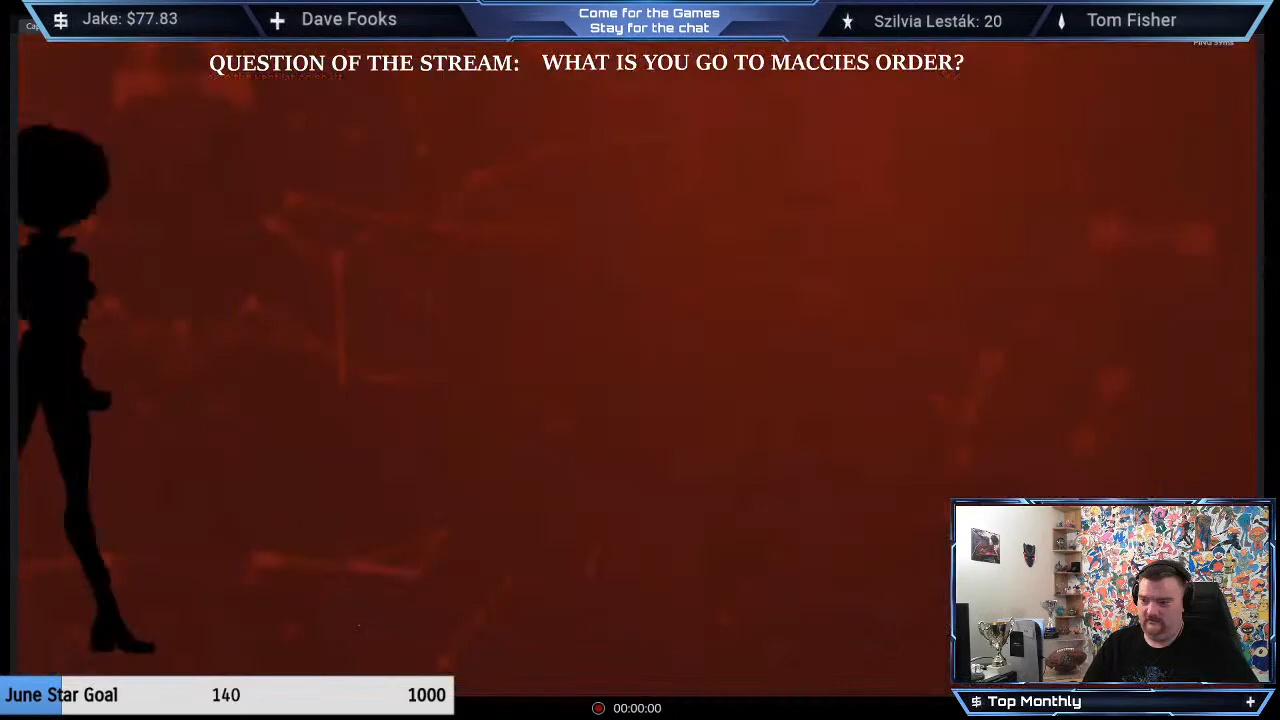 Jake: $77.83
Dave Fooks
Come for the Games
Stay for the chat
Szilvia Lesták: 20
Tom Fisher
QUESTION OF THE STREAM: WHAT IS YOU GO TO MACCIES ORDER?
June Star Goal 140 1000
00:00:00
Top Monthly